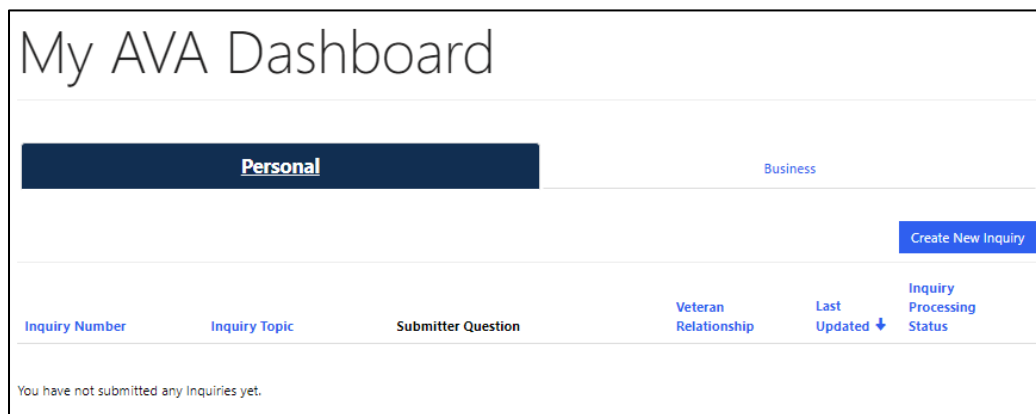 My AVA Dashboard
Personal
Business
Create New Inquiry
Inquiry Number
Inquiry Topic
Submitter Question
Veteran
Relationship
Last
Updated
Inquiry
Processing
Status
You have not submitted any Inquiries yet.